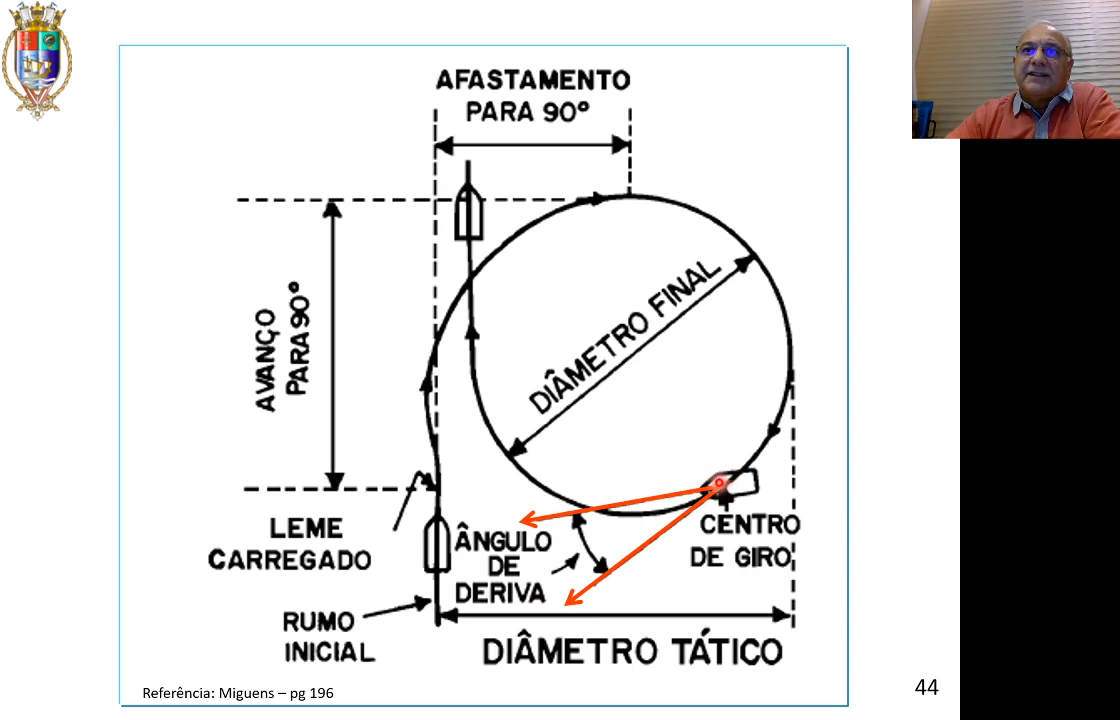 AFASTAMENTO
PARA 90°
AVANÇO
PARA 90°
DIÂMETRO FINAL
LEME
CARREGADO
ÂNGULO
DE
DERIVA
CENTRO
DE GIRO
RUMO
INICIAL
DIÂMETRO TÁTICO
Referência: Miguens – pg 196
44